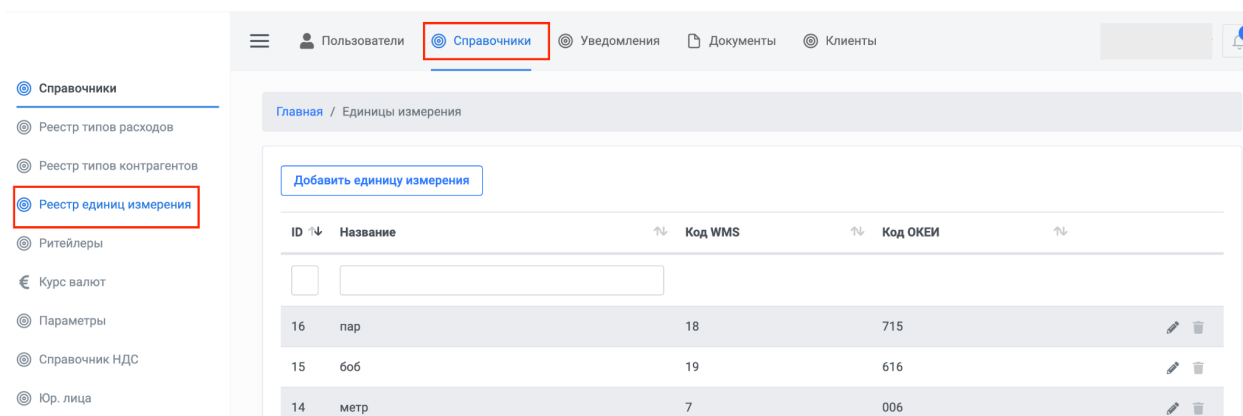 Пользователи Справочники Уведомления Документы Клиенты
Справочники
Реестр типов расходов
Реестр типов контрагентов
Реестр единиц измерения
Ритейлеры
€ Курс валют
Параметры
Справочник НДС
Юр. лица
Главная / Единицы измерения
Добавить единицу измерения
ID Название Код WMS Код ОКЕИ
16 пар 18 715
15 боб 19 616
14 метр 7 006